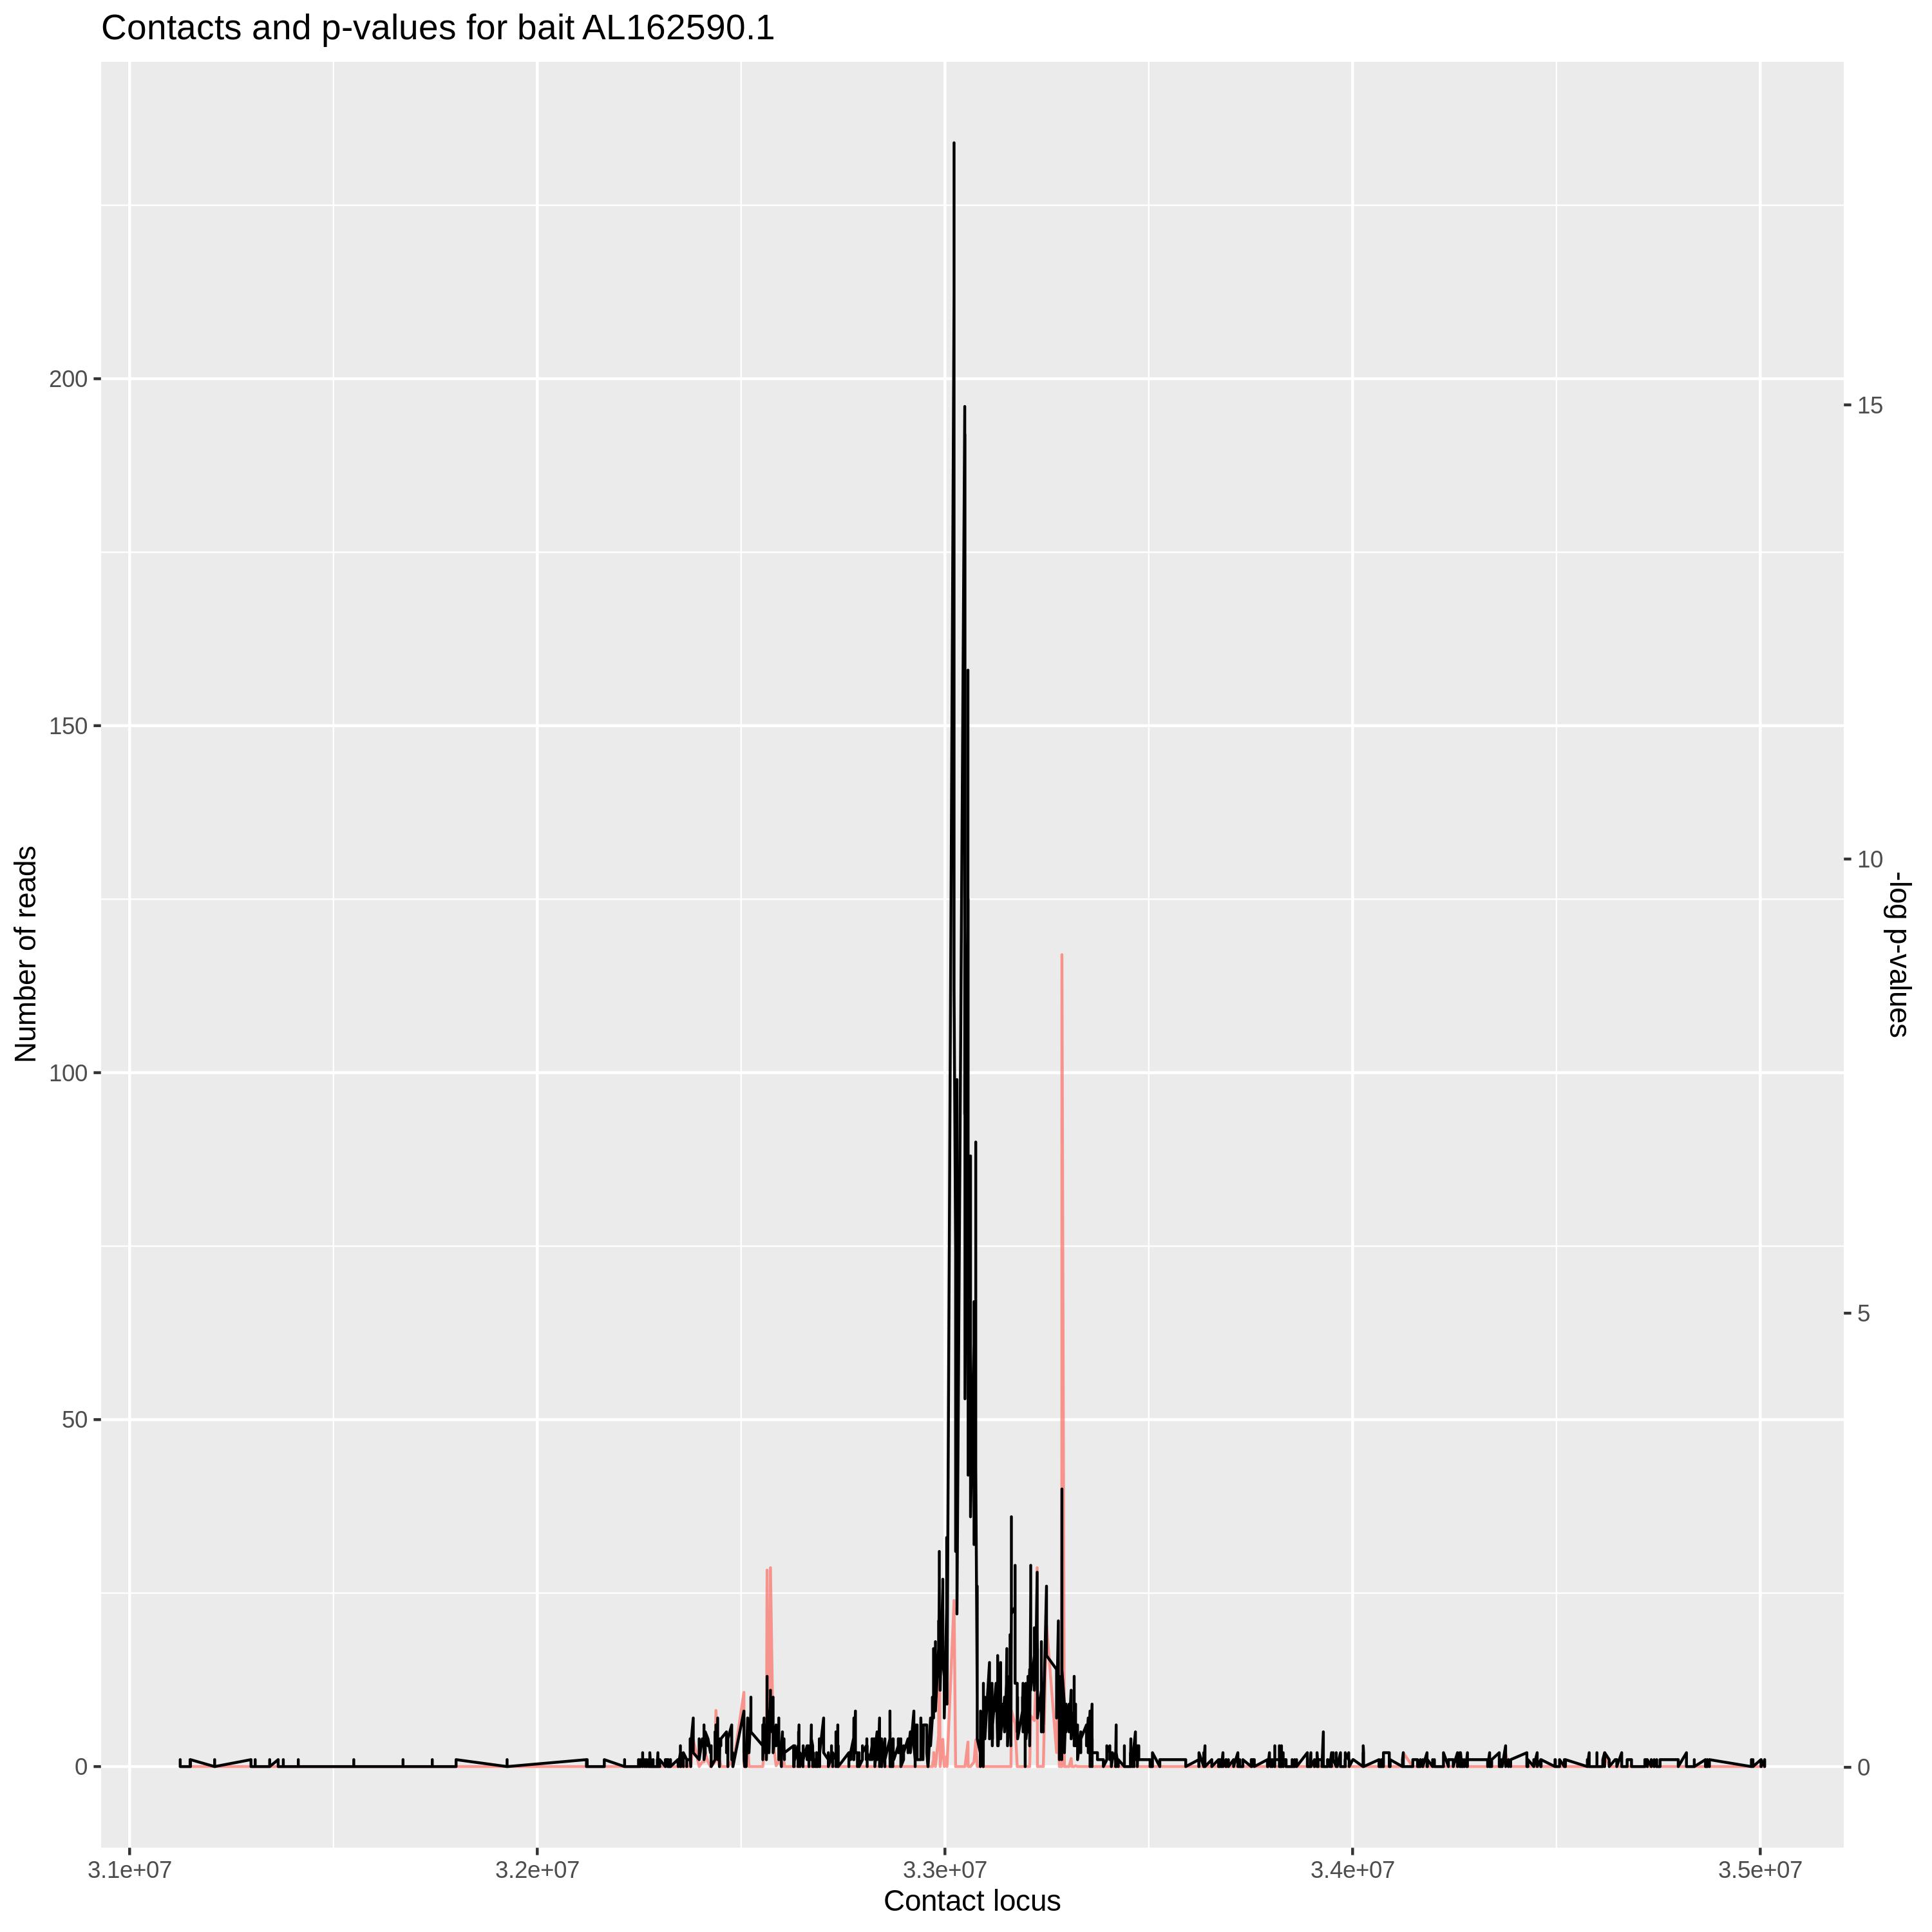 Contacts and p-values for bait AL162590.1
200
150
100
50
0
Number of reads
15
10
5
0
-log p-values
3.1e+07
3.2e+07
3.3e+07
3.4e+07
3.5e+07
Contact locus